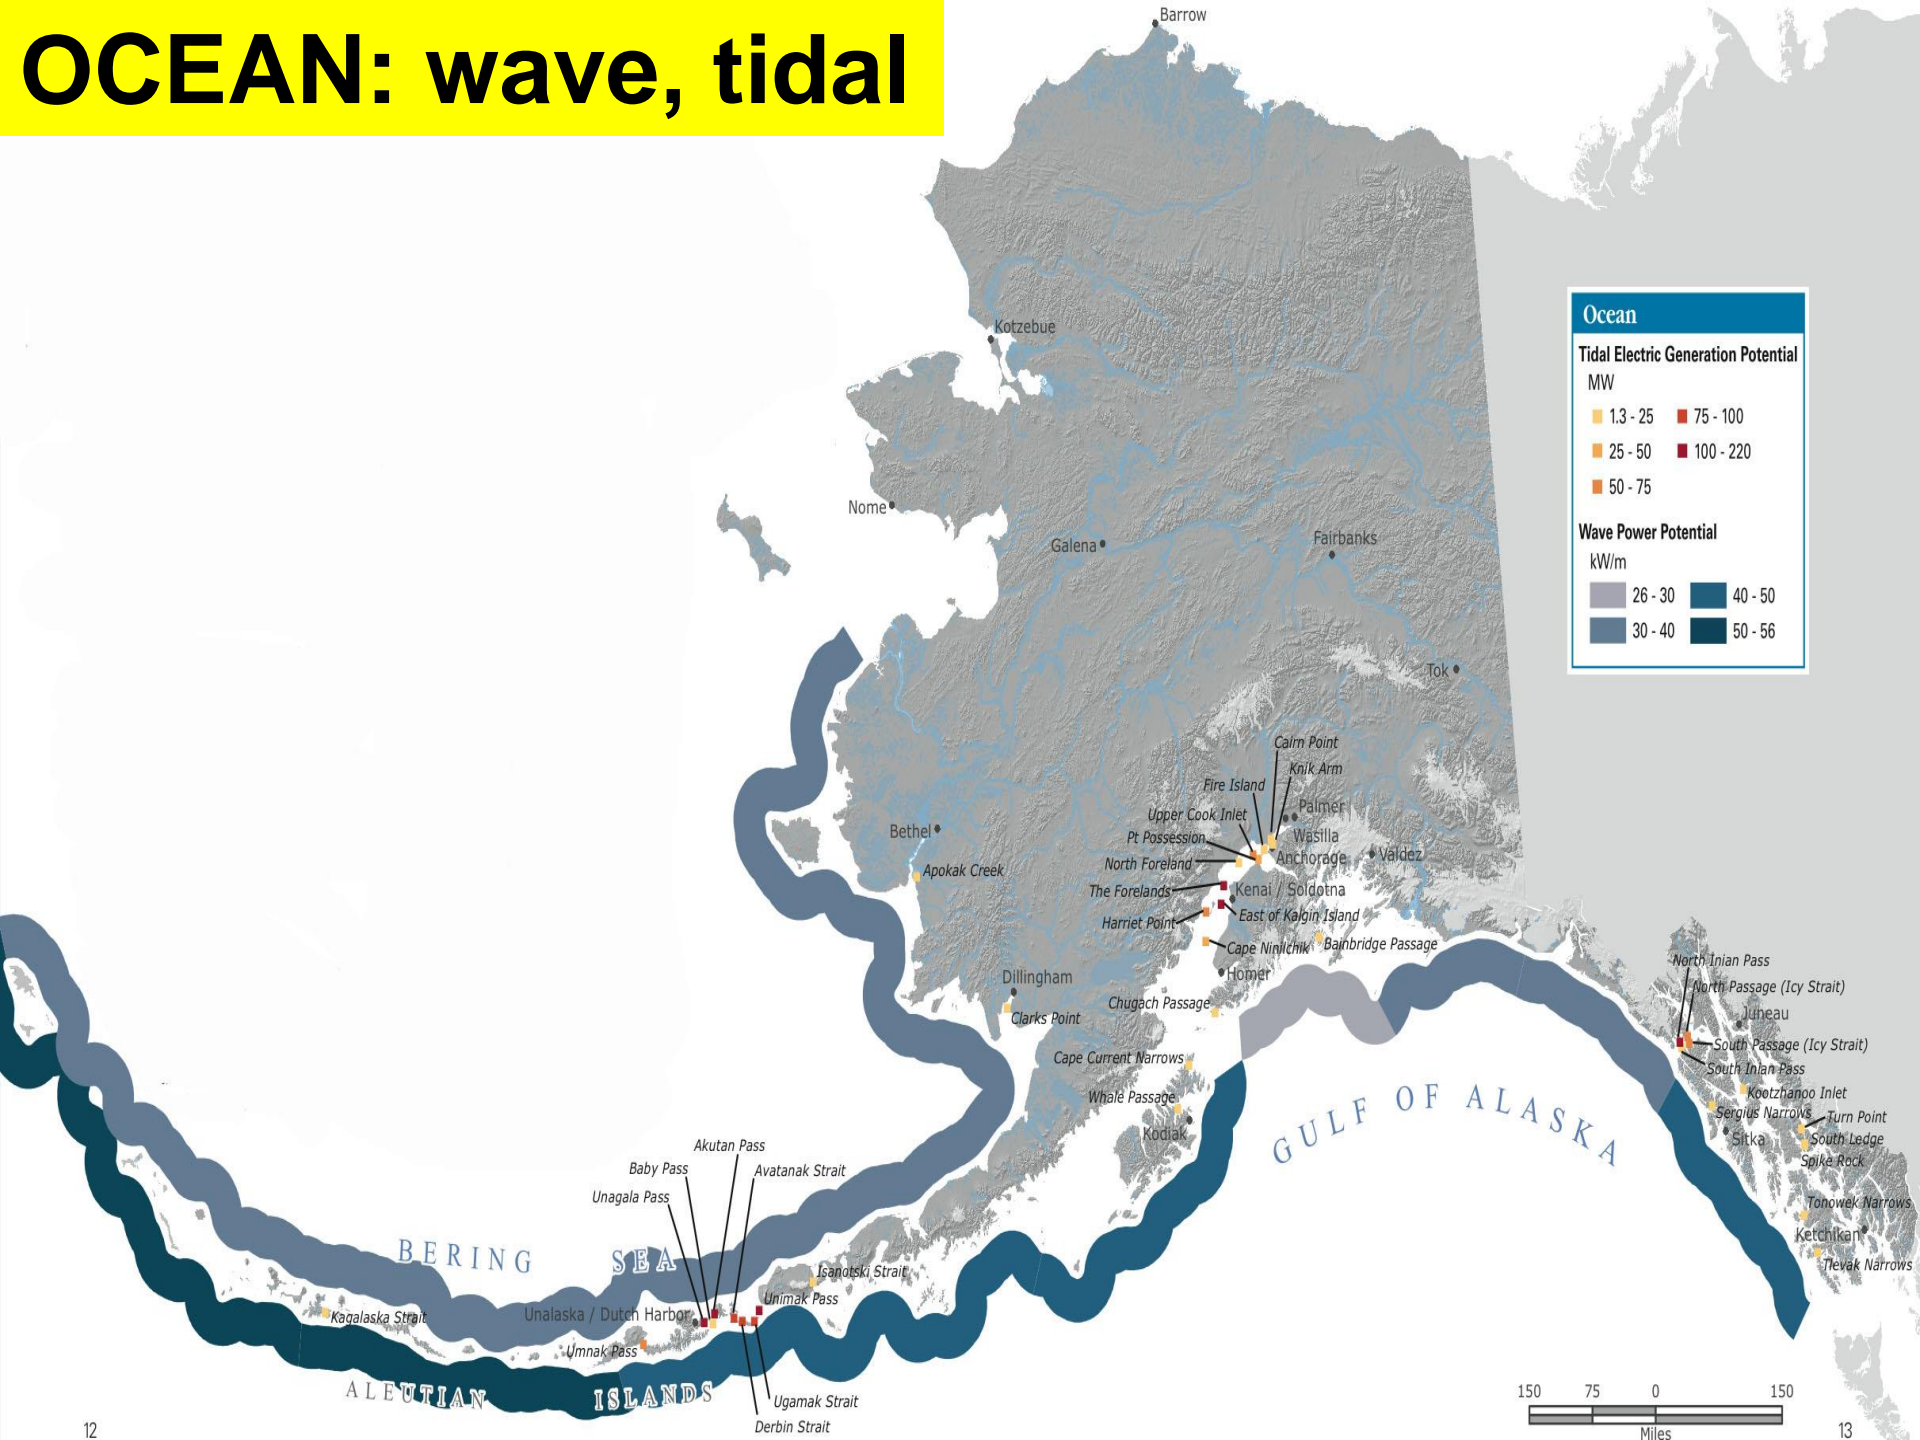 OCEAN: wave, tidal
Barrow
Kotzebue
Nome
Galena
Fairbanks
Tok
Ocean
Tidal Electric Generation Potential
MW
1.3 - 25
75 - 100
25 - 50
100 - 220
50 - 75
Wave Power Potential
kW/m
26 - 30
40 - 50
30 - 40
50 - 56
Cairn Point
Knik Arm
Fire Island
Palmer
Upper Cook Inlet
Wasilla
Pt Possession
Anchorage
Valdez
North Foreland
Bethel
Apokak Creek
The Forelands
Kenai / Soldotna
East of Kalgin Island
Harriet Point
Cape Ninilchik
Bainbridge Passage
Homer
Dillingham
Clarks Point
Chugach Passage
Cape Current Narrows
Whale Passage
Kodiak
GULF OF ALASKA
North Inian Pass
North Passage (Icy Strait)
Juneau
South Passage (Icy Strait)
South Inian Pass
Kootzhanoo Inlet
Sergius Narrows
Turn Point
Sitka
South Ledge
Spike Rock
Tonowek Narrows
Ketchikan
Tlevak Narrows
Akutan Pass
Baby Pass
Avatanak Strait
Unagala Pass
BERING SEA
Isanotski Strait
Unimak Pass
Kagalaska Strait
Unalaska / Dutch Harbor
Umnak Pass
ALEUTIAN ISLANDS
Ugamak Strait
Derbin Strait
150 75 0 150
Miles
12
13